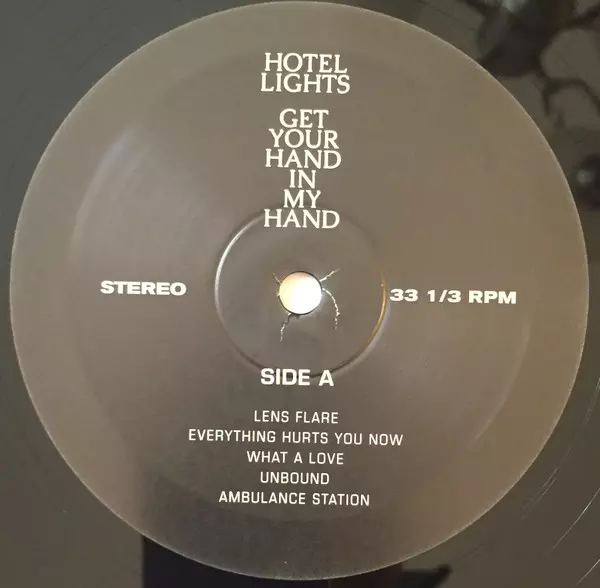 HOTEL
LIGHTS
GET
YOUR
HAND
IN
MY
HAND
STEREO
33 1/3 RPM
SIDE A
LENS FLARE
EVERYTHING HURTS YOU NOW
WHAT A LOVE
UNBOUND
AMBULANCE STATION